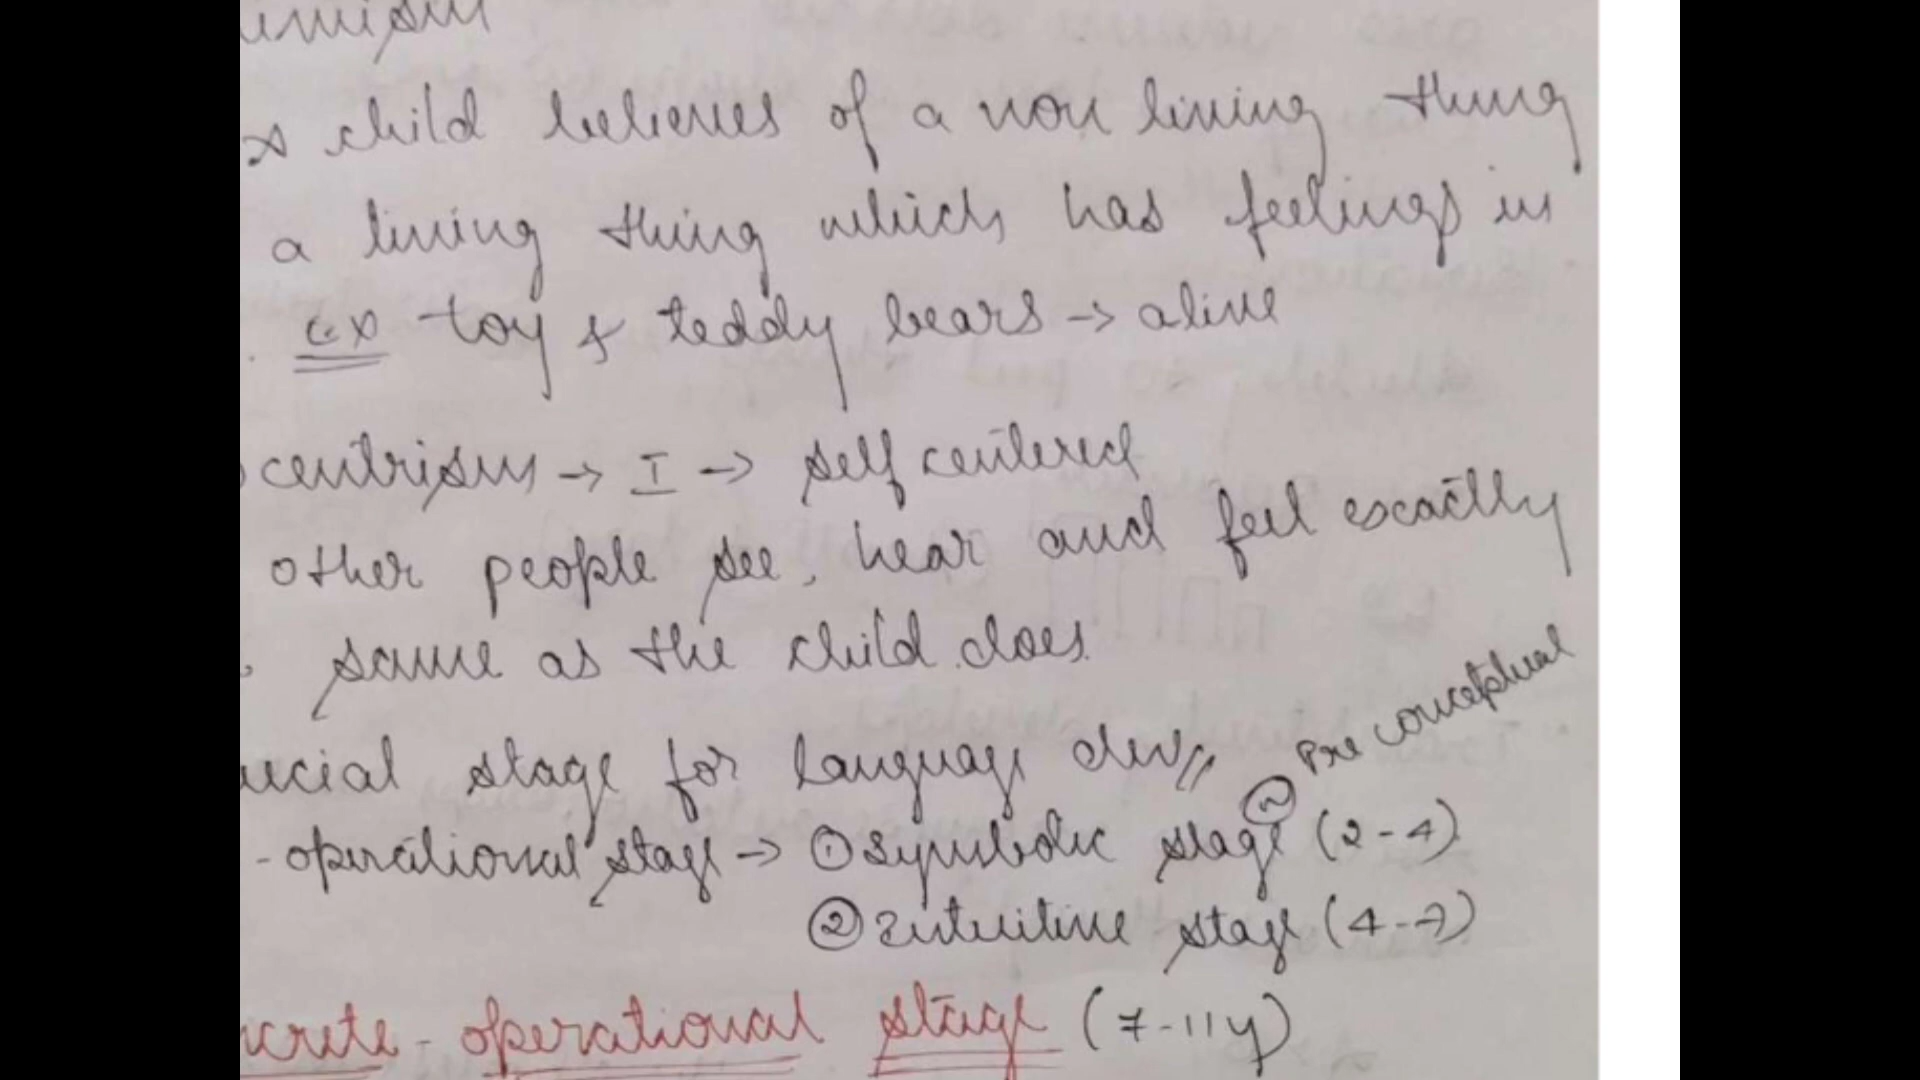 child believes of a non living thing
a living thing which has feelings in
ex toy & teddy bears → alive
centrism → I → self centered
other people see, hear and feel exactlly
same as the child does.
ucial stage for language dev//
Pre conceptual
-operational stage → ① Symbolic stage (2-4)
② Intuitive stage (4-7)
crete-operational stage (7-11y)